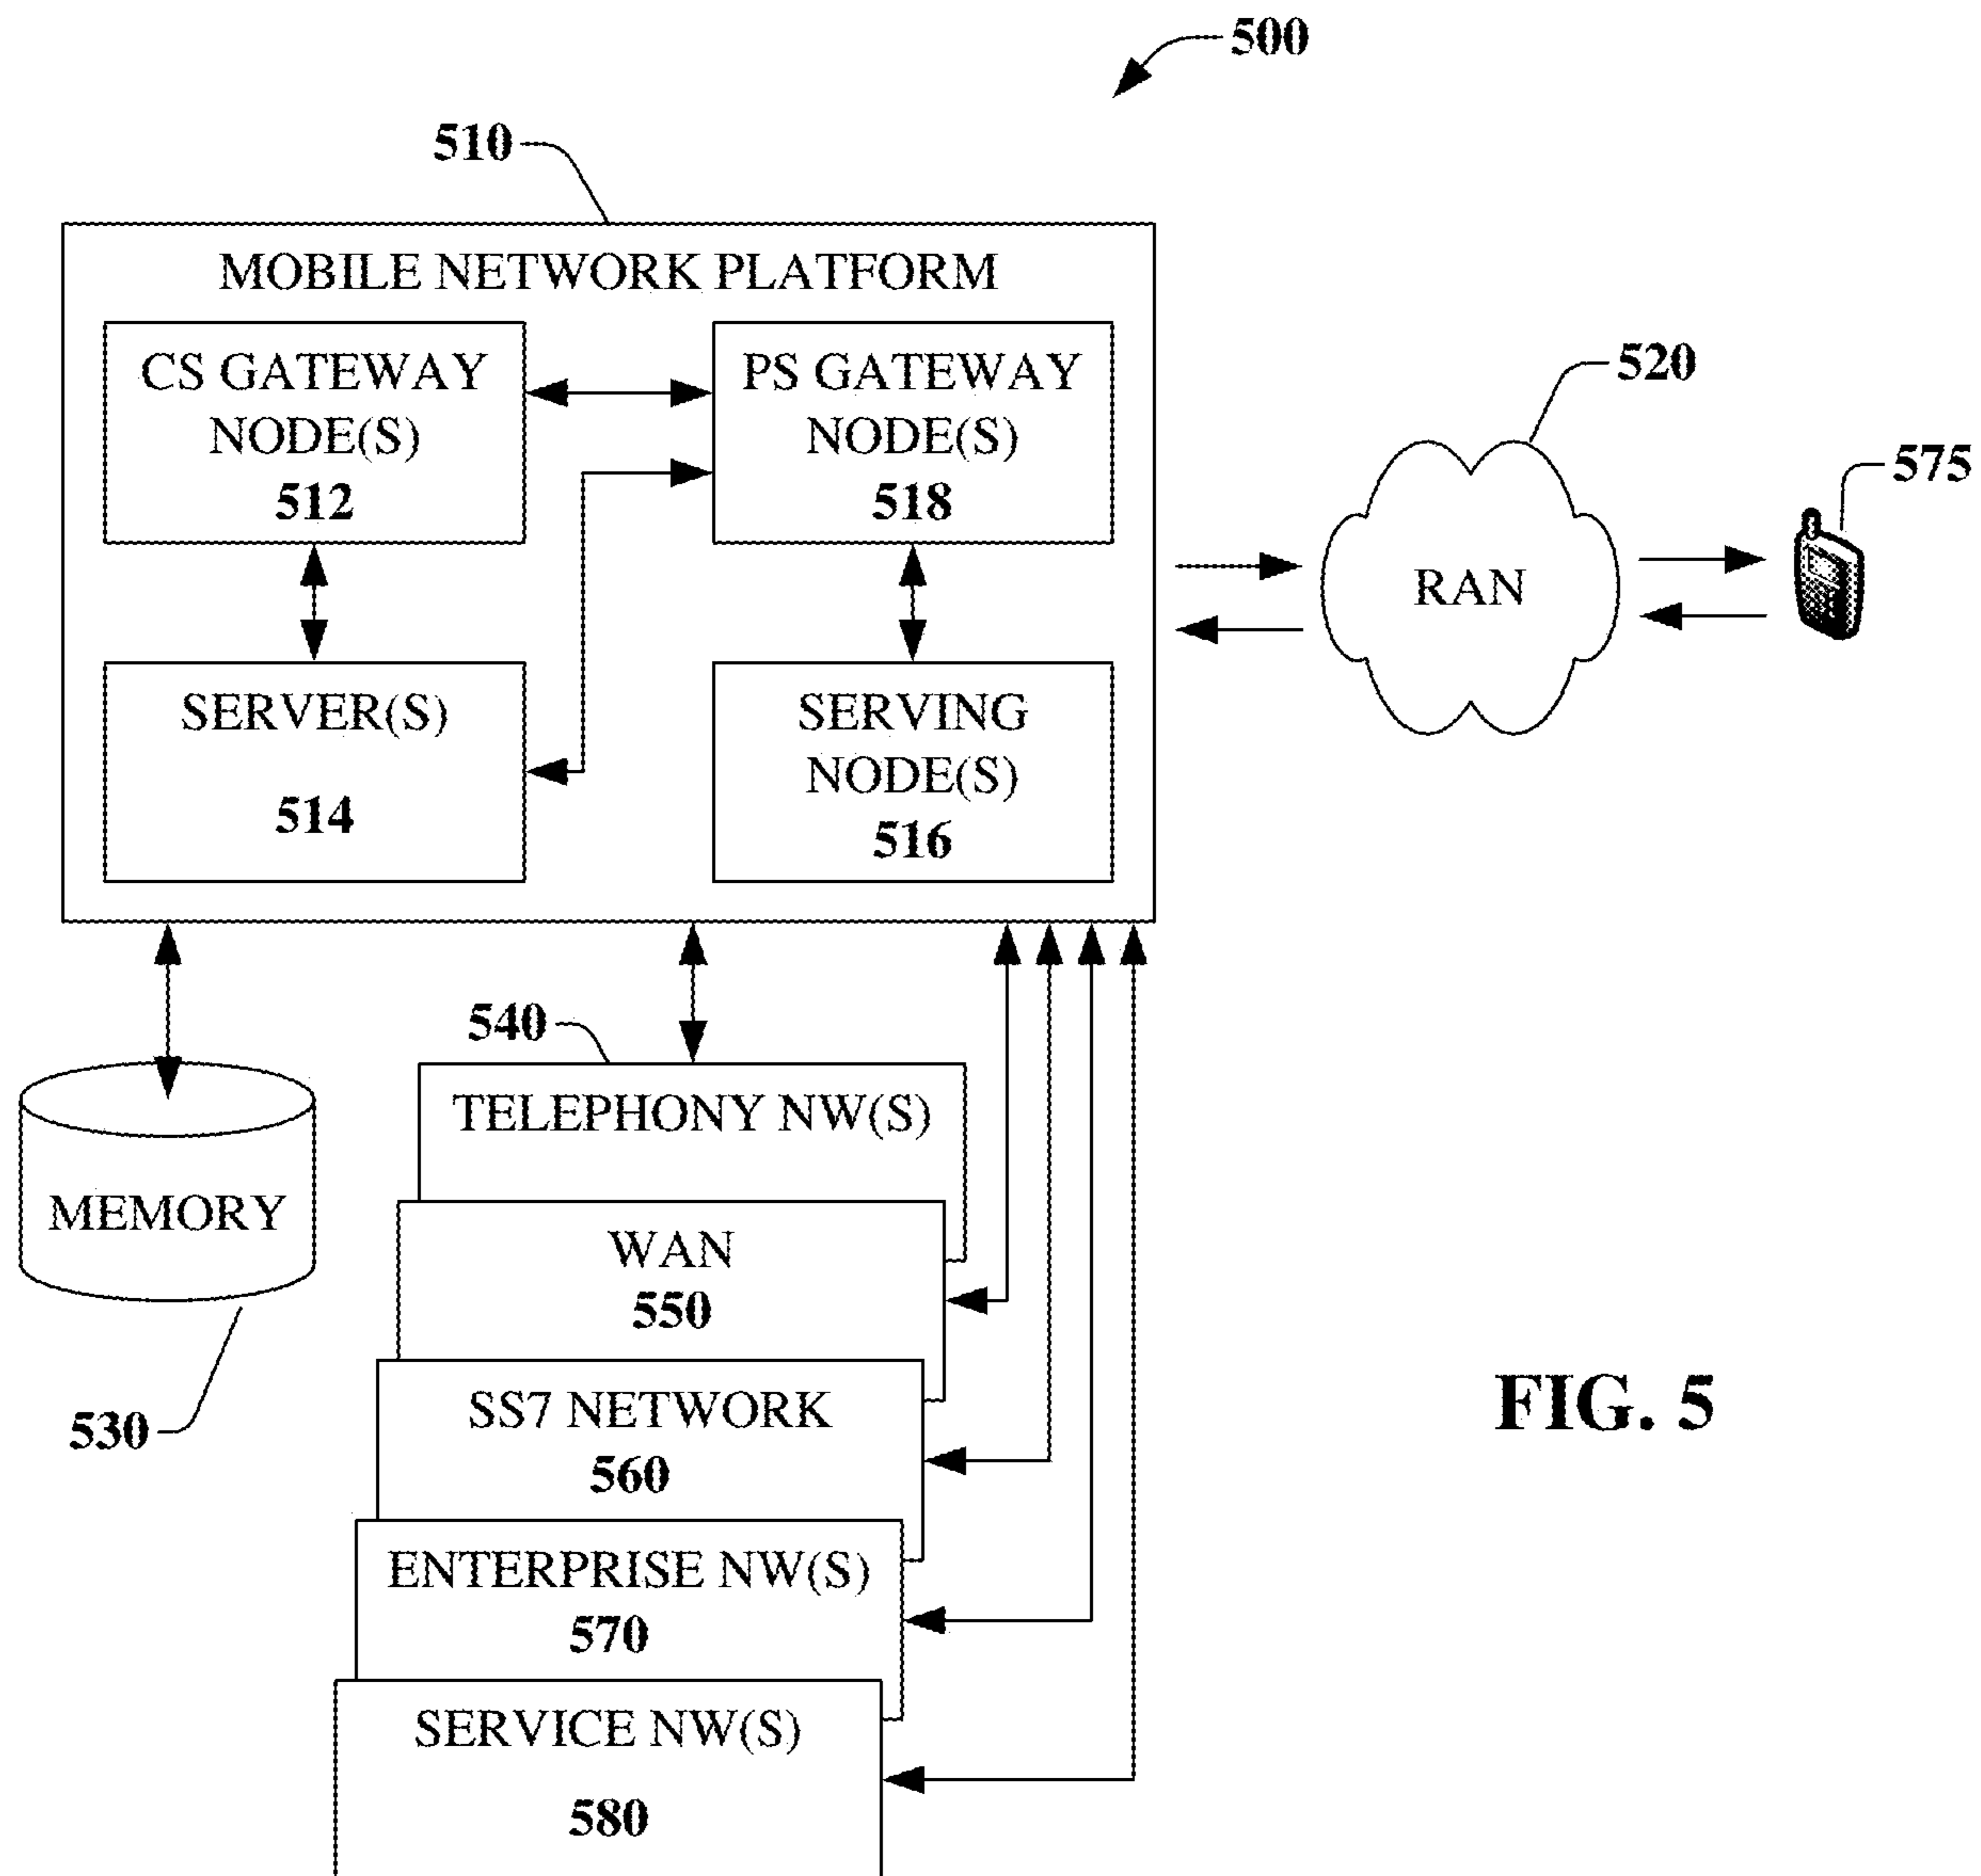 500
510
MOBILE NETWORK PLATFORM
CS GATEWAY
NODE(S)
512
PS GATEWAY
NODE(S)
518
SERVER(S)
514
SERVING
NODE(S)
516
520
RAN
575
540
TELEPHONY NW(S)
MEMORY
530
WAN
550
SS7 NETWORK
560
ENTERPRISE NW(S)
570
SERVICE NW(S)
580
FIG. 5